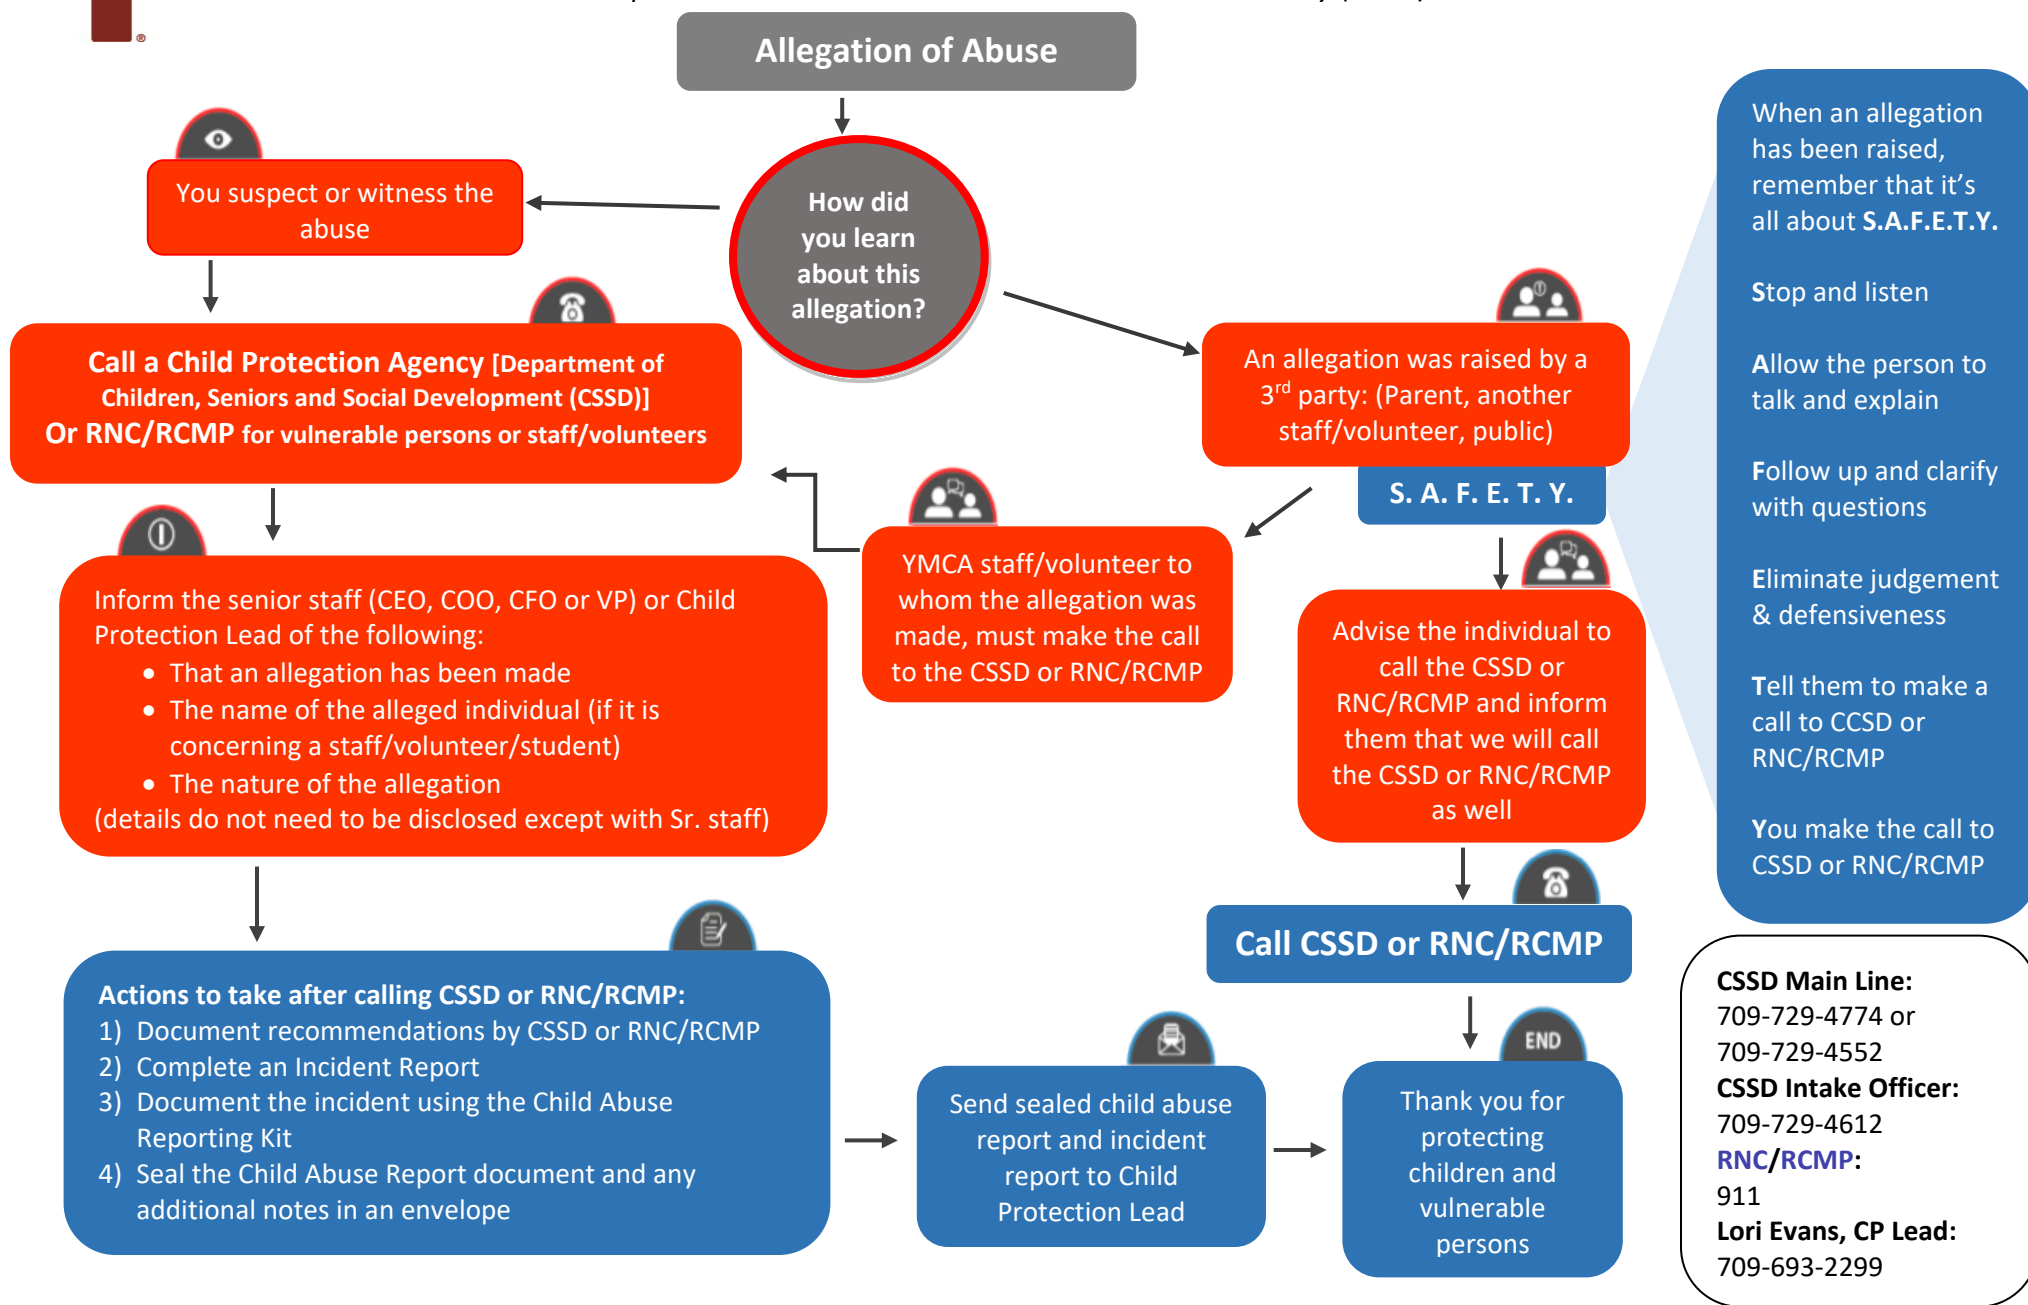 ®
Allegation of Abuse
How did
you learn
about this
allegation?
You suspect or witness the
abuse
Call a Child Protection Agency [Department of
Children, Seniors and Social Development (CSSD)]
Or RNC/RCMP for vulnerable persons or staff/volunteers
An allegation was raised by a
3rd party: (Parent, another
staff/volunteer, public)
S. A. F. E. T. Y.
YMCA staff/volunteer to
whom the allegation was
made, must make the call
to the CSSD or RNC/RCMP
Inform the senior staff (CEO, COO, CFO or VP) or Child
Protection Lead of the following:
• That an allegation has been made
• The name of the alleged individual (if it is
concerning a staff/volunteer/student)
• The nature of the allegation
(details do not need to be disclosed except with Sr. staff)
Advise the individual to
call the CSSD or
RNC/RCMP and inform
them that we will call
the CSSD or RNC/RCMP
as well
Call CSSD or RNC/RCMP
Actions to take after calling CSSD or RNC/RCMP:
1) Document recommendations by CSSD or RNC/RCMP
2) Complete an Incident Report
3) Document the incident using the Child Abuse
Reporting Kit
4) Seal the Child Abuse Report document and any
additional notes in an envelope
Send sealed child abuse
report and incident
report to Child
Protection Lead
END
Thank you for
protecting
children and
vulnerable
persons
When an allegation
has been raised,
remember that it’s
all about S.A.F.E.T.Y.
Stop and listen
Allow the person to
talk and explain
Follow up and clarify
with questions
Eliminate judgement
& defensiveness
Tell them to make a
call to CCSD or
RNC/RCMP
You make the call to
CSSD or RNC/RCMP
CSSD Main Line:
709-729-4774 or
709-729-4552
CSSD Intake Officer:
709-729-4612
RNC/RCMP:
911
Lori Evans, CP Lead:
709-693-2299